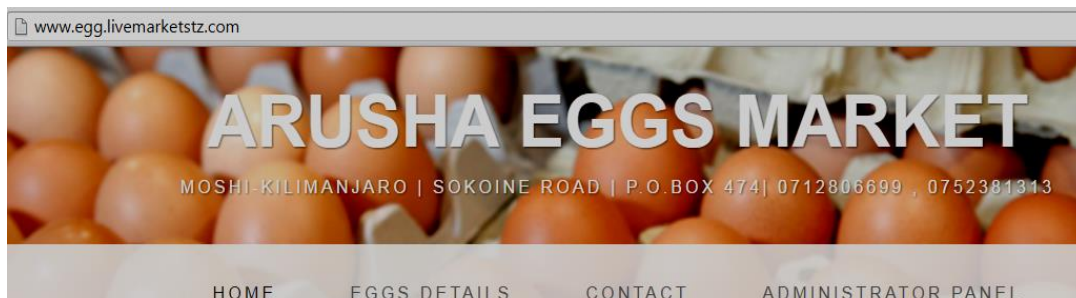 www.egg.livemarketstz.com
ARUSHA EGGS MARKET
MOSHI-KILIMANJARO | SOKOINE ROAD | P.O.BOX 474| 0712806699 , 0752381313
HOME EGGS DETAILS CONTACT ADMINISTRATOR PANEL